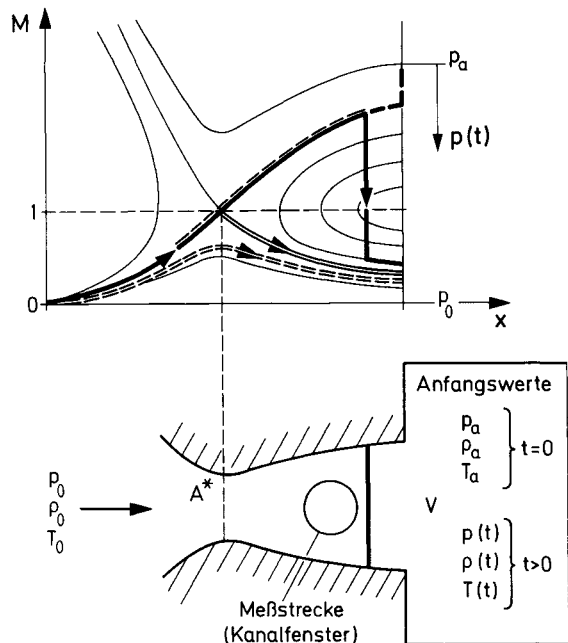 M
p_a
p(t)
1
0
p_0
x
Anfangswerte
p_a
ρ_a
T_a
t=0
p_0
ρ_0
T_0
A*
V
p(t)
ρ(t)
T(t)
t>0
Meßstrecke
(Kanalfenster)